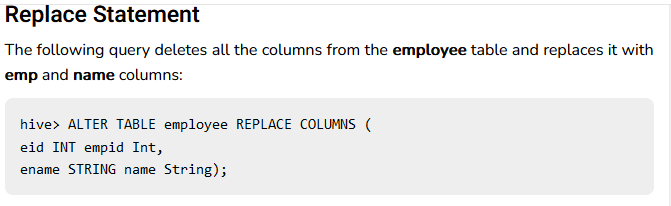 Replace Statement
The following query deletes all the columns from the employee table and replaces it with
emp and name columns:
hive> ALTER TABLE employee REPLACE COLUMNS (
eid INT empid Int,
ename STRING name String);